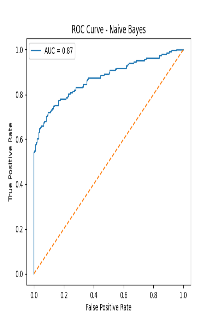 ROC Curve - Naive Bayes
AUC = 0.87
True Positive Rate
1.0
0.8
0.6
0.4
0.2
0.0
0.0 0.2 0.4 0.6 0.8 1.0
False Positive Rate